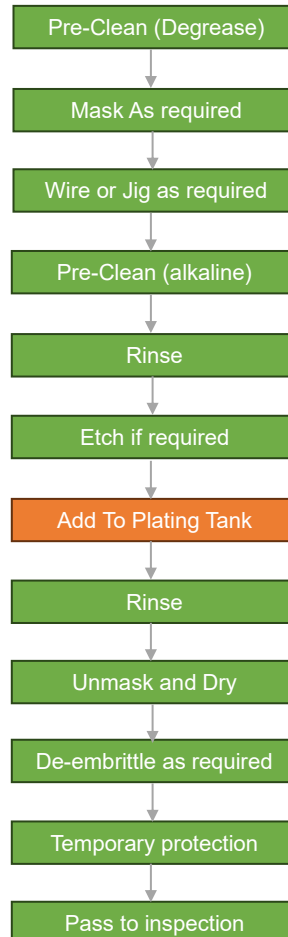 Pre-Clean (Degrease)
Mask As required
Wire or Jig as required
Pre-Clean (alkaline)
Rinse
Etch if required
Add To Plating Tank
Rinse
Unmask and Dry
De-embrittle as required
Temporary protection
Pass to inspection